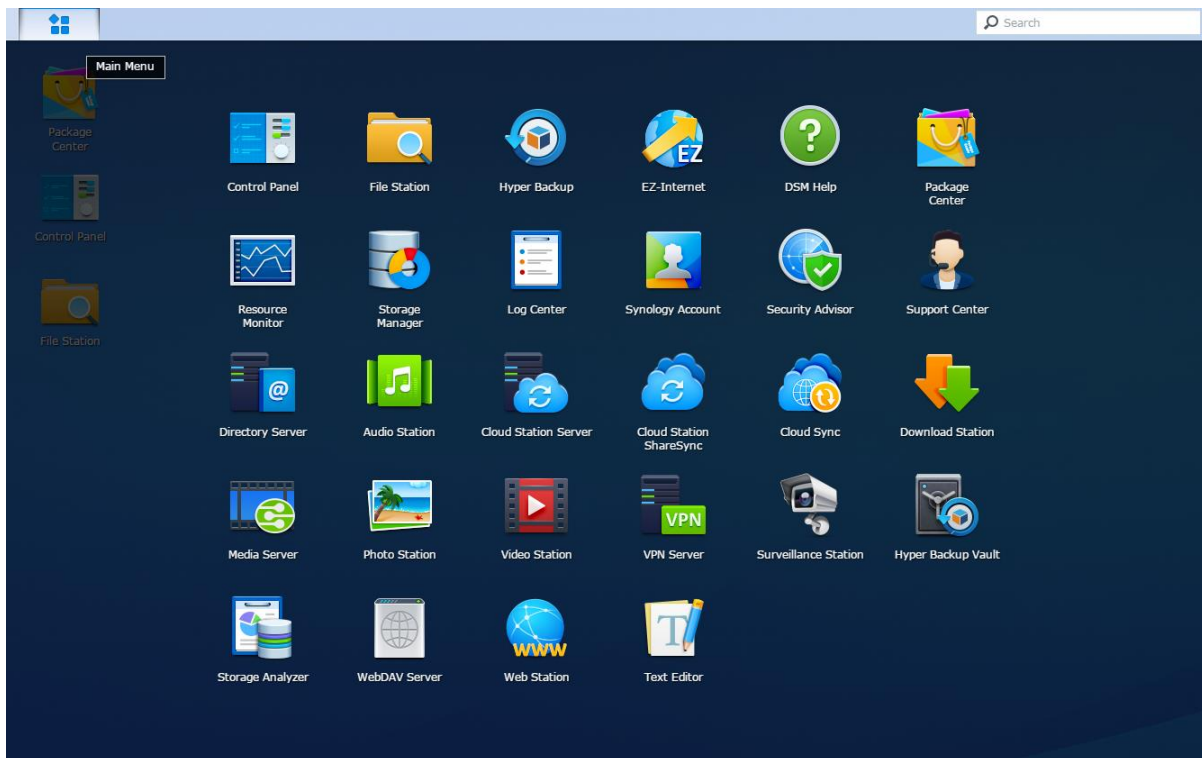 Search
Main Menu
Package
Center
Control Panel
File Station
Control Panel
File Station
Hyper Backup
EZ
EZ-Internet
?
DSM Help
Package
Center
Resource
Monitor
Storage
Manager
Log Center
Synology Account
Security Advisor
Support Center
@
Directory Server
Audio Station
Cloud Station Server
Cloud Station
ShareSync
Cloud Sync
Download Station
Media Server
Photo Station
Video Station
VPN
VPN Server
Surveillance Station
Hyper Backup Vault
Storage Analyzer
WebDAV Server
WWW
Web Station
T
Text Editor